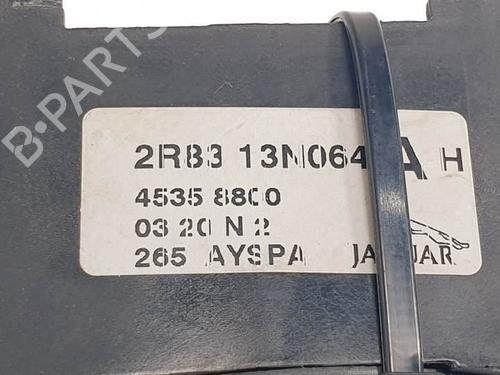 B-PARTS
2R83 13N064 A H
4535 8800
03 20 N 2
265 AYSPA JAGUAR